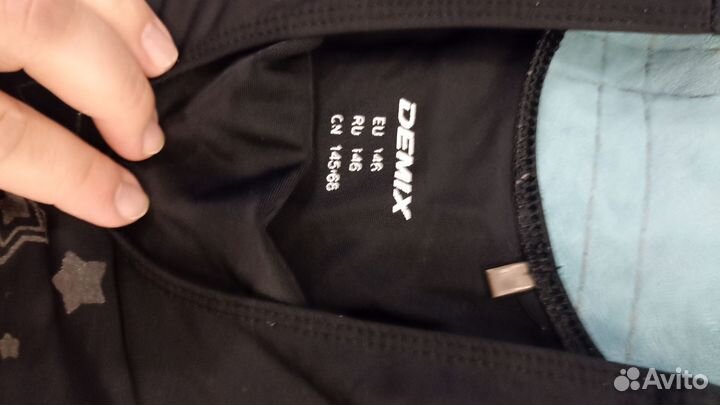 DEMIX
EU 146
RU 146
CN 145-68
Avito